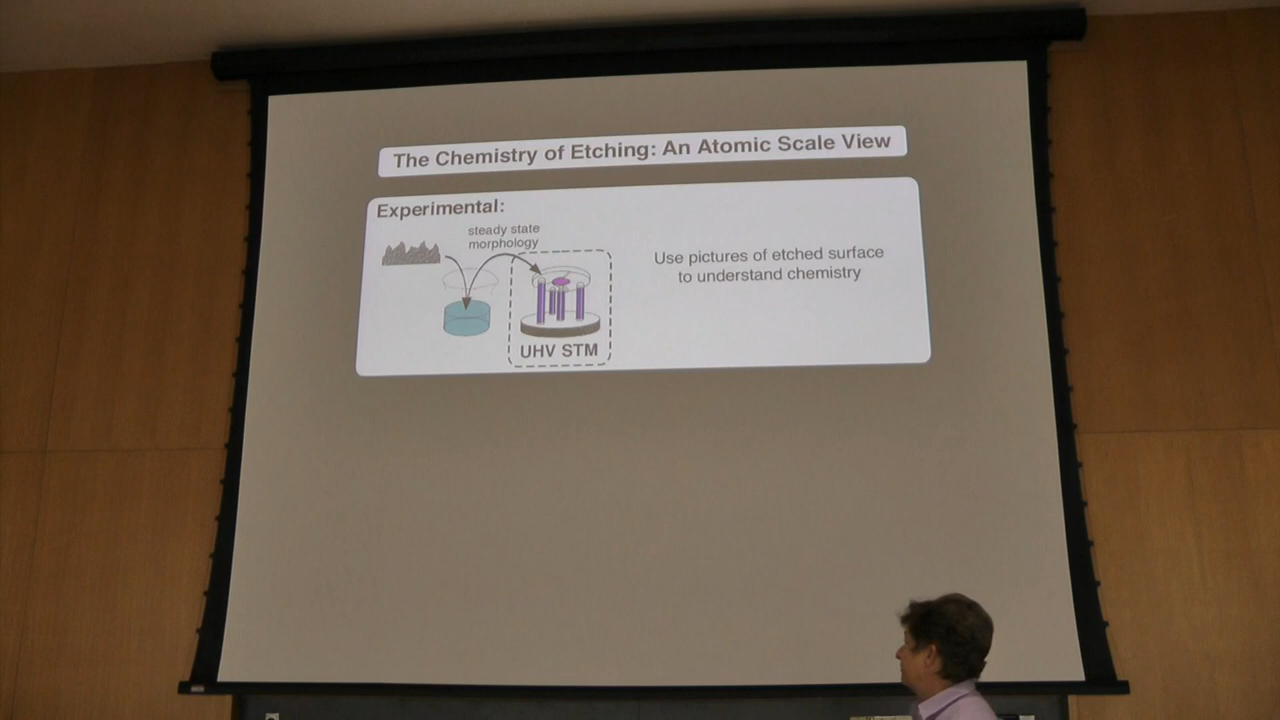 The Chemistry of Etching: An Atomic Scale View
Experimental:
steady state
morphology
Use pictures of etched surface
to understand chemistry
UHV STM